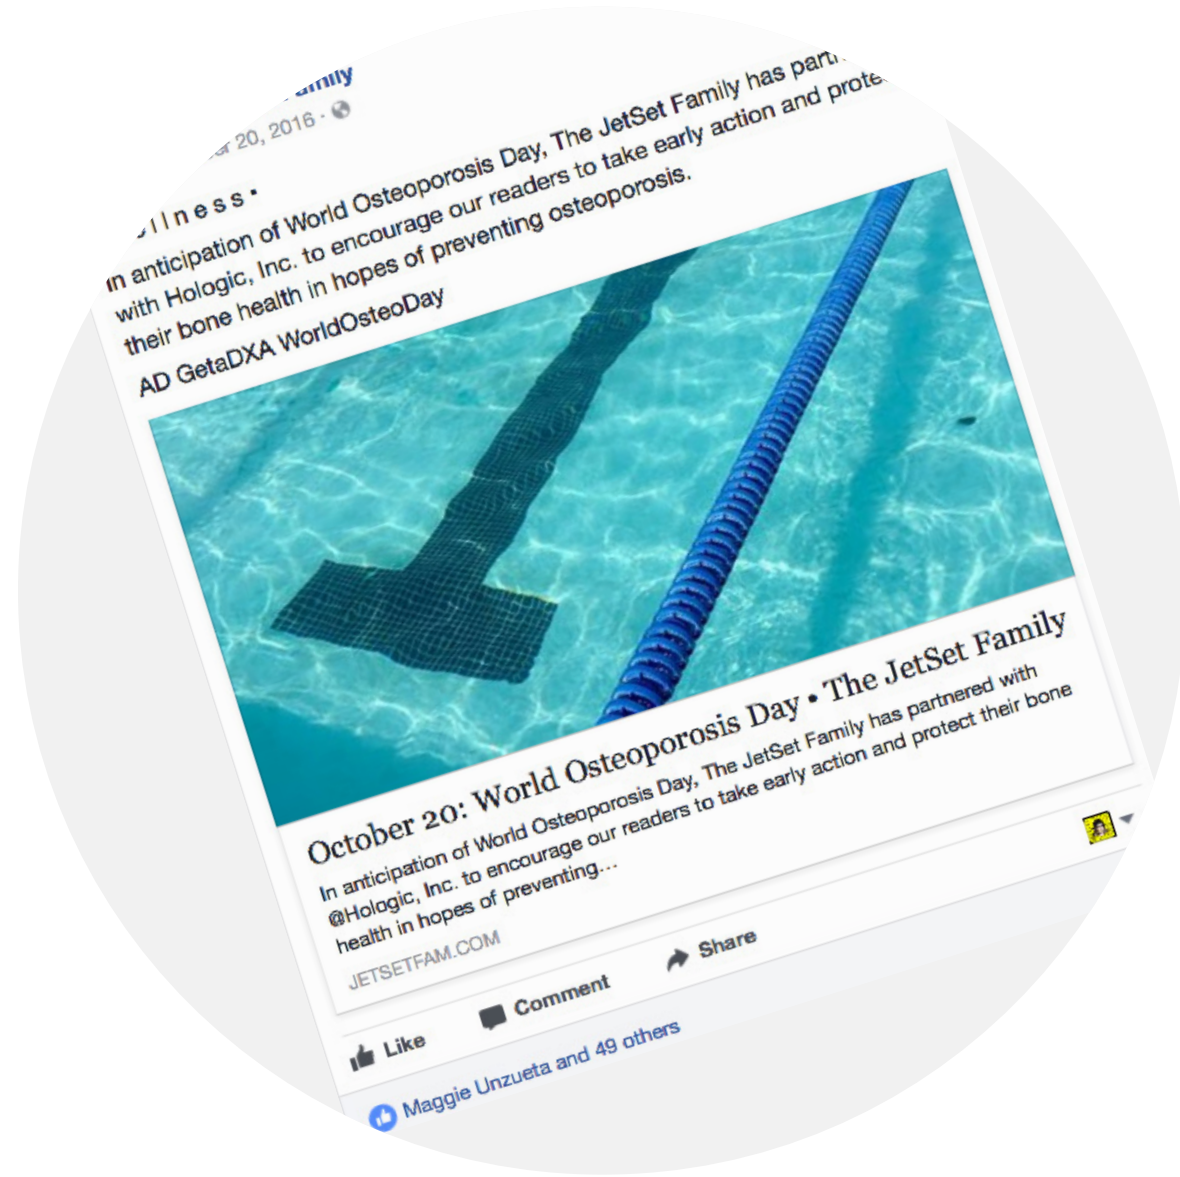 20, 2016 ·
In anticipation of World Osteoporosis Day, The JetSet Family has
with Hologic, Inc. to encourage our readers to take early action and
their bone health in hopes of preventing osteoporosis.
AD GetaDXA WorldOsteoDay
October 20: World Osteoporosis Day • The JetSet Family
In anticipation of World Osteoporosis Day, The JetSet Family has partnered with
@Hologic, Inc. to encourage our readers to take early action and protect their bone
health in hopes of preventing...
JETSETFAM.COM
Like Comment Share
Maggie Unzueta and 49 others